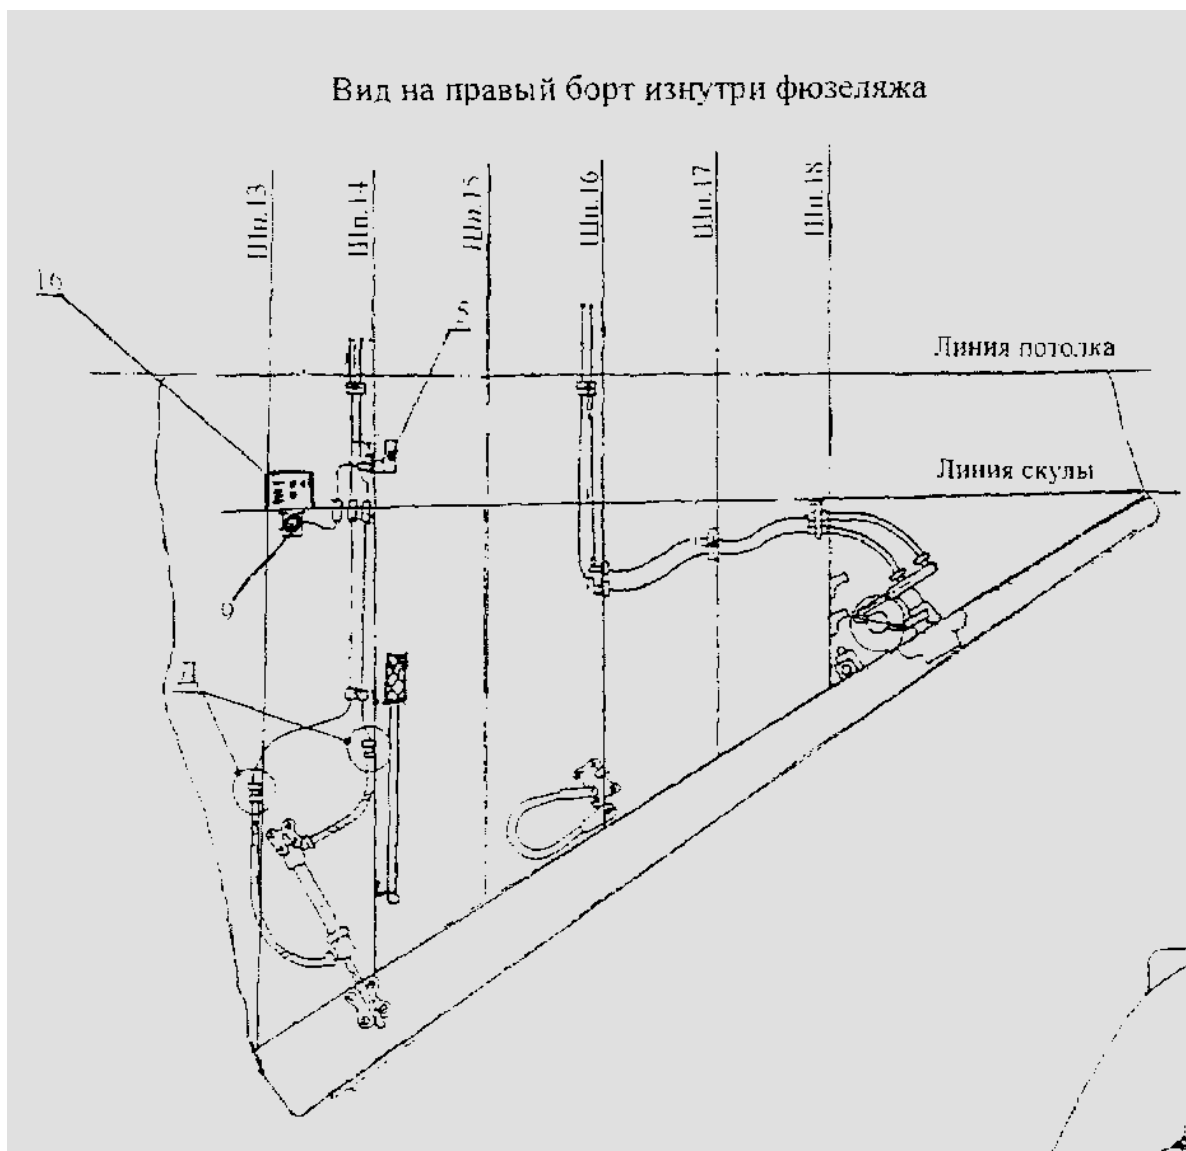 Вид на правый борт изнутри фюзеляжа
Шп.13
Шп.14
Шп.15
Шп.16
Шп.17
Шп.18
16
Линия потолка
Линия скулы
9
Д